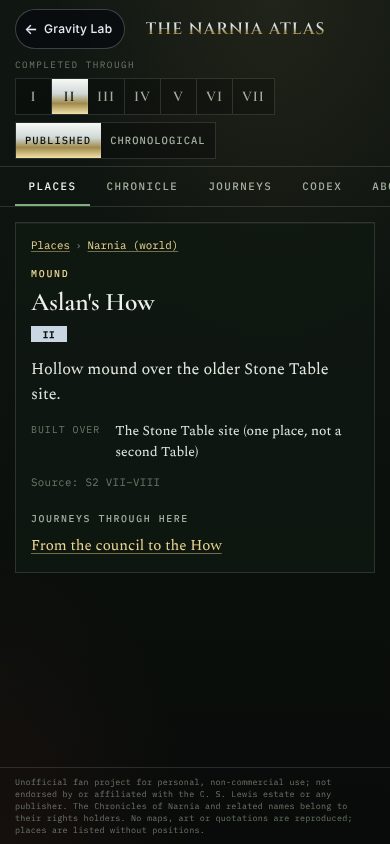 ← Gravity Lab
THE NARNIA ATLAS
COMPLETED THROUGH
I II III IV V VI VII
PUBLISHED CHRONOLOGICAL
PLACES CHRONICLE JOURNEYS CODEX ABO
Places › Narnia (world)
MOUND
Aslan's How
II
Hollow mound over the older Stone Table
site.
BUILT OVER The Stone Table site (one place, not a
second Table)
Source: S2 VII–VIII
JOURNEYS THROUGH HERE
From the council to the How
Unofficial fan project for personal, non-commercial use; not
endorsed by or affiliated with the C. S. Lewis estate or any
publisher. The Chronicles of Narnia and related names belong to
their rights holders. No maps, art or quotations are reproduced;
places are listed without positions.